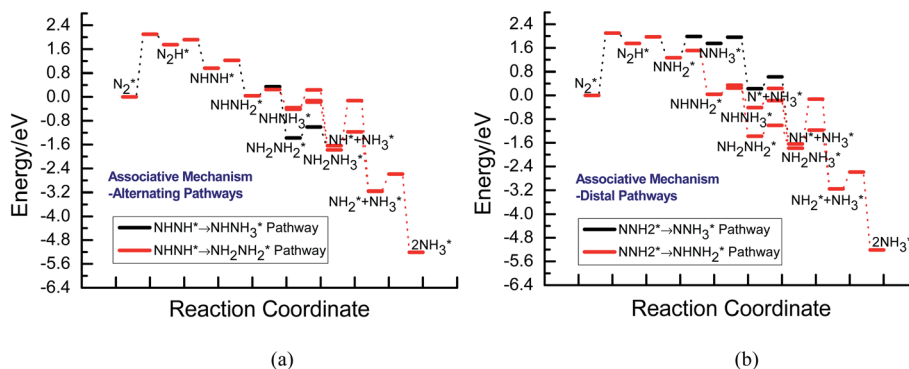 2.4
1.6
0.8
0.0
-0.8
-1.6
-2.4
-3.2
-4.0
-4.8
-5.6
-6.4
Energy/eV
N₂*
N₂H*
NHNH*
NHNH₂*
NHNH₃*
NH₂NH₂*
NH*+NH₃*
NH₂NH₃*
NH₂*+NH₃*
2NH₃*
Associative Mechanism
-Alternating Pathways
NHNH*→NHNH₃* Pathway
NHNH*→NH₂NH₂* Pathway
Reaction Coordinate
(a)
2.4
1.6
0.8
0.0
-0.8
-1.6
-2.4
-3.2
-4.0
-4.8
-5.6
-6.4
Energy/eV
N₂*
N₂H*
NNH₂*
NNH₃*
N*+NH₃*
NHNH₂*
NHNH₃*
NH₂NH₂*
NH*+NH₃*
NH₂NH₃*
NH₂*+NH₃*
2NH₃*
Associative Mechanism
-Distal Pathways
NNH2*→NNH₃* Pathway
NNH2*→NHNH₂* Pathway
Reaction Coordinate
(b)